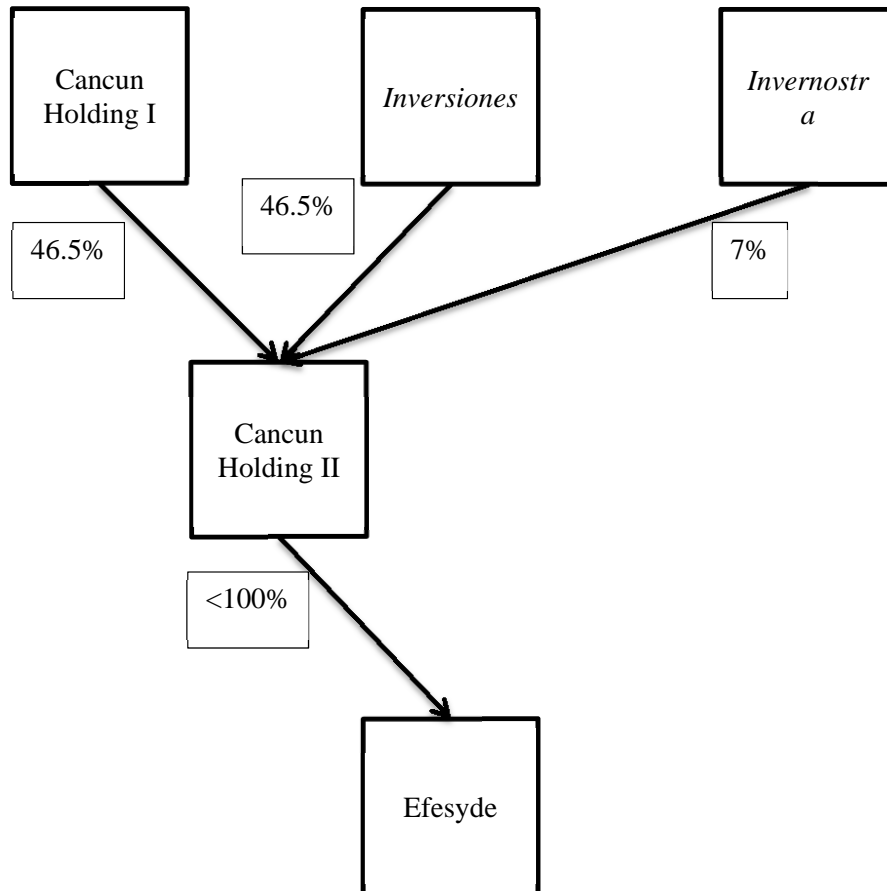 Cancun
Holding I
Inversiones
Invernostr
a
46.5%
46.5%
7%
Cancun
Holding II
<100%
Efesyde